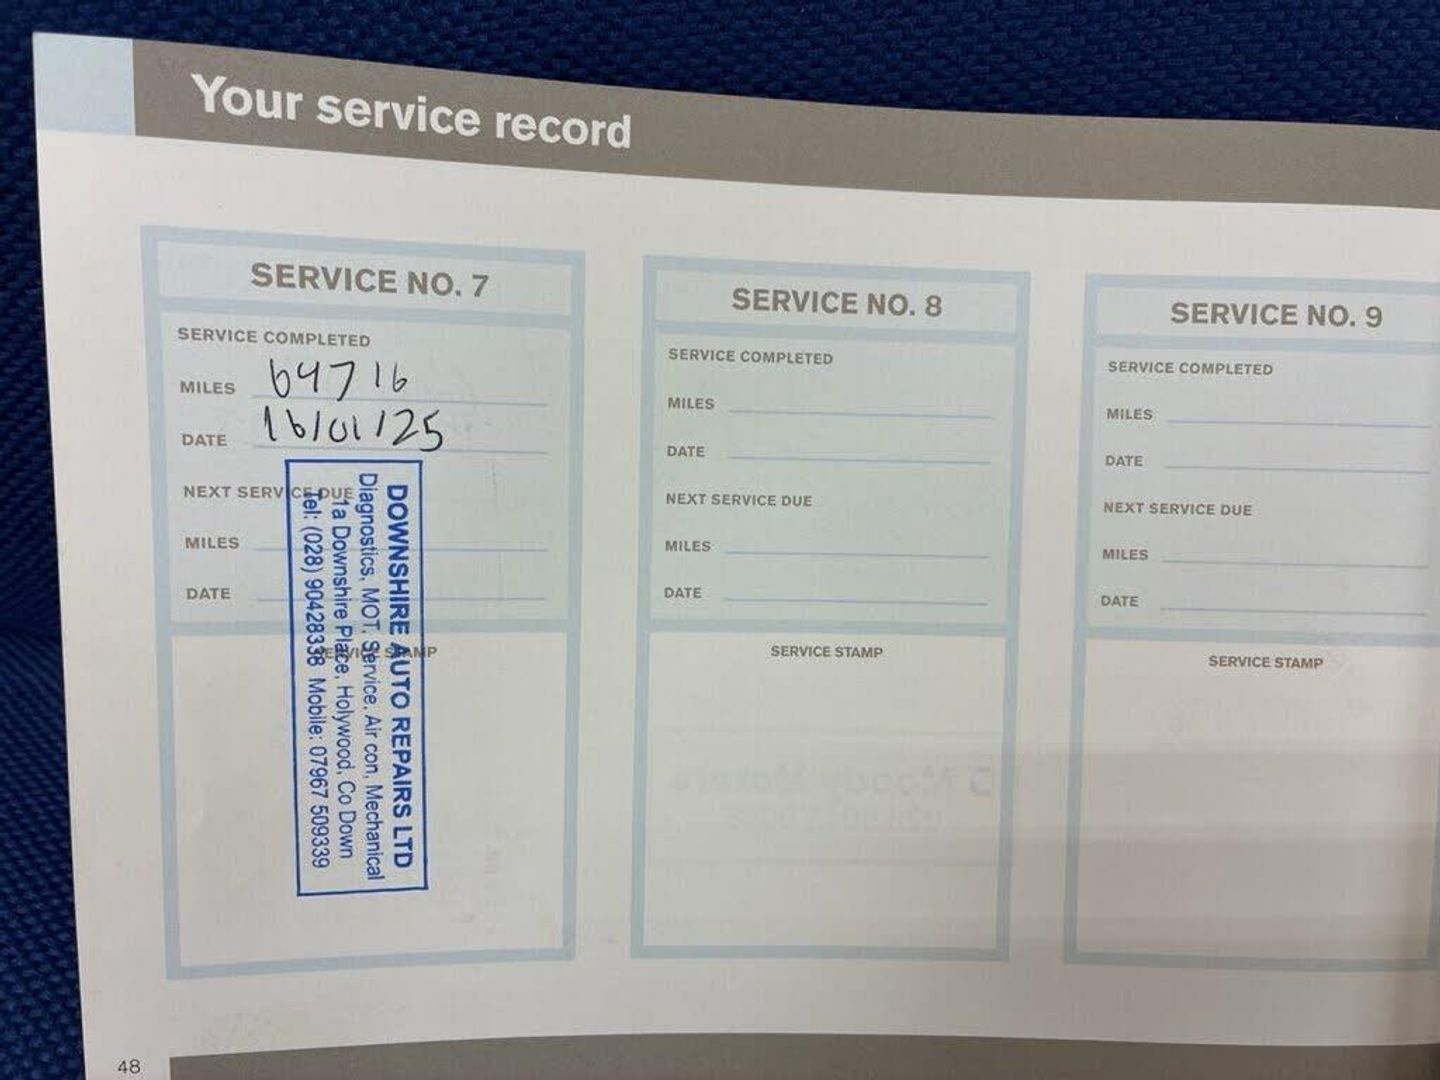 Your service record
SERVICE NO. 7
SERVICE COMPLETED
MILES 64716
DATE 16/01/25
NEXT SERVICE DUE
MILES
DATE
SERVICE STAMP
DOWNSHIRE AUTO REPAIRS LTD
Diagnostics, MOT, Service, Air con, Mechanical
1a Downshire Place, Holywood, Co Down
Tel: (028) 90428338 Mobile: 07967 509339
SERVICE NO. 8
SERVICE COMPLETED
MILES
DATE
NEXT SERVICE DUE
MILES
DATE
SERVICE STAMP
SERVICE NO. 9
SERVICE COMPLETED
MILES
DATE
NEXT SERVICE DUE
MILES
DATE
SERVICE STAMP
48